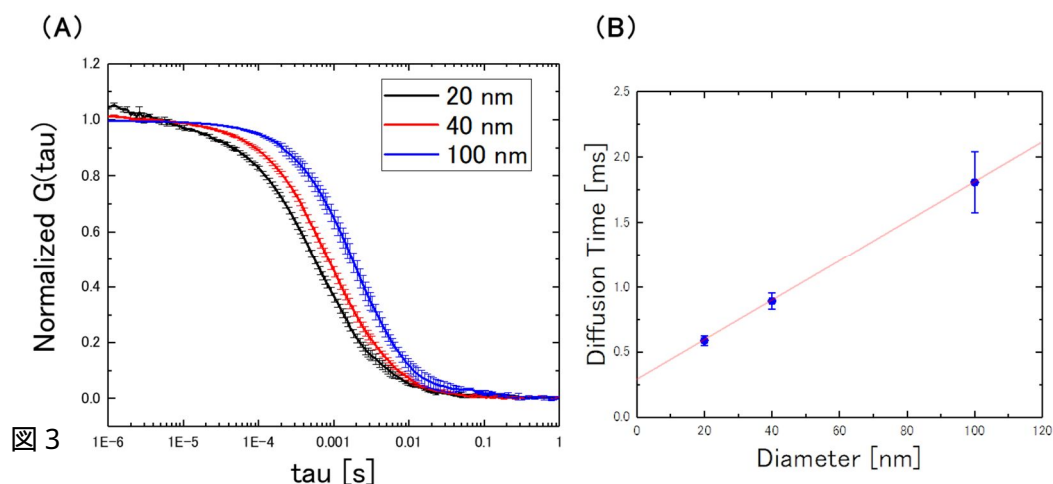 (A)
(B)
1.2
1.0
0.8
0.6
0.4
0.2
0.0
Normalized G(tau)
20 nm
40 nm
100 nm
1E-6 1E-5 1E-4 0.001 0.01 0.1 1
tau [s]
2.5
2.0
1.5
1.0
0.5
0.0
Diffusion Time [ms]
0 20 40 60 80 100 120
Diameter [nm]
図 3